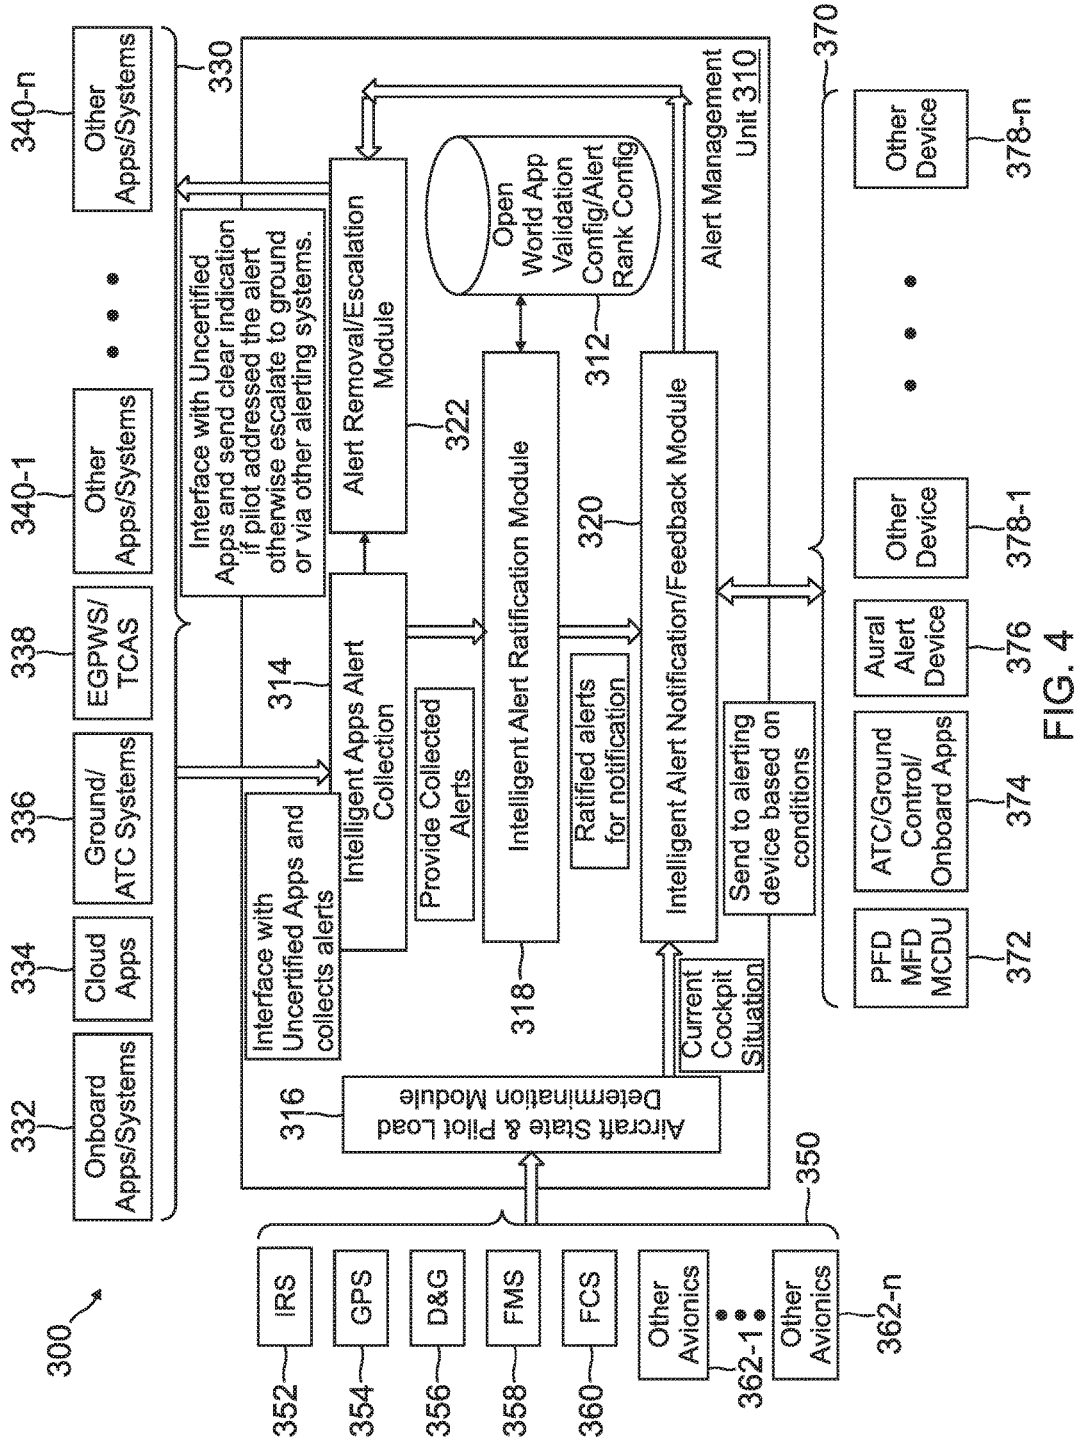 300
332
Onboard
Apps/Systems
334
Cloud
Apps
336
Ground/
ATC Systems
338
EGPWS/
TCAS
340-1
Other
Apps/Systems
340-n
Other
Apps/Systems
330
Interface with
Uncertified Apps and
collects alerts
314
Intelligent Apps Alert
Collection
Interface with Uncertified
Apps and send clear indication
if pilot addressed the alert
otherwise escalate to ground
or via other alerting systems.
Alert Removal/Escalation
Module
322
Provide Collected
Alerts
318
Intelligent Alert Ratification Module
Open
World App
Validation
Config/Alert
Rank Config
312
Ratified alerts
for notification
320
Intelligent Alert Notification/Feedback Module
316
Aircraft State & Pilot Load
Determination Module
Current
Cockpit
Situation
Send to alerting
device based on
conditions
Alert Management
Unit 310
350
352
IRS
354
GPS
356
D&G
358
FMS
360
FCS
Other
Avionics
362-1
Other
Avionics
362-n
370
PFD
MFD
MCDU
372
ATC/Ground
Control/
Onboard Apps
374
Aural
Alert
Device
376
Other
Device
378-1
Other
Device
378-n
FIG. 4